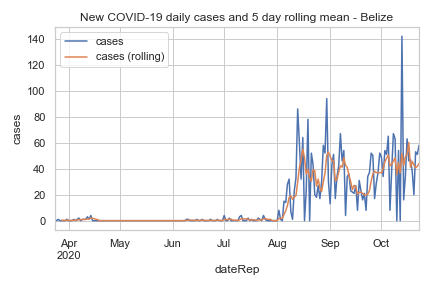 New COVID-19 daily cases and 5 day rolling mean - Belize
cases
cases (rolling)
140
120
100
80
60
40
20
0
cases
Apr May Jun Jul Aug Sep Oct
2020
dateRep